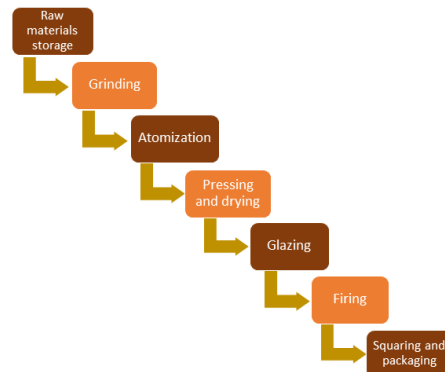 Raw
materials
storage
Grinding
Atomization
Pressing
and drying
Glazing
Firing
Squaring and
packaging